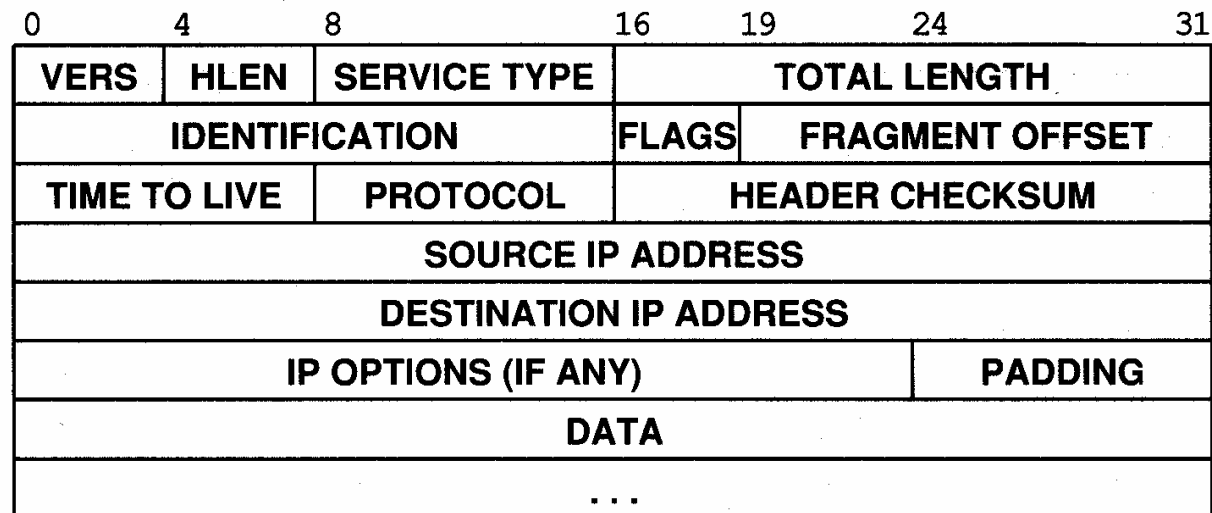 0 4 8 16 19 24 31
VERS HLEN SERVICE TYPE TOTAL LENGTH
IDENTIFICATION FLAGS FRAGMENT OFFSET
TIME TO LIVE PROTOCOL HEADER CHECKSUM
SOURCE IP ADDRESS
DESTINATION IP ADDRESS
IP OPTIONS (IF ANY) PADDING
DATA
. . .